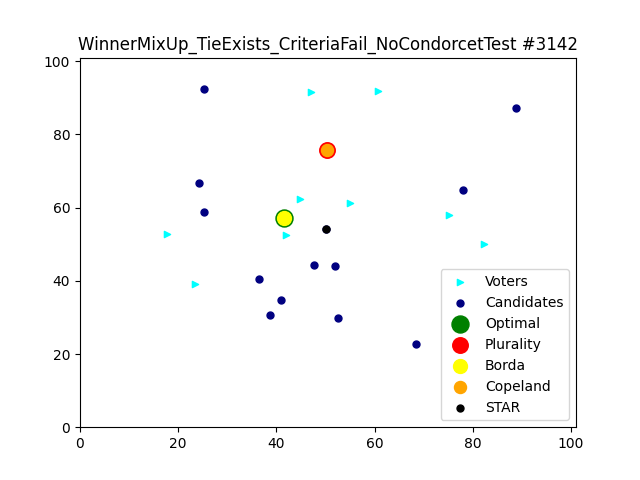 WinnerMixUp_TieExists_CriteriaFail_NoCondorcetTest #3142
100
80
60
40
20
0
0 20 40 60 80 100
Voters
Candidates
Optimal
Plurality
Borda
Copeland
STAR